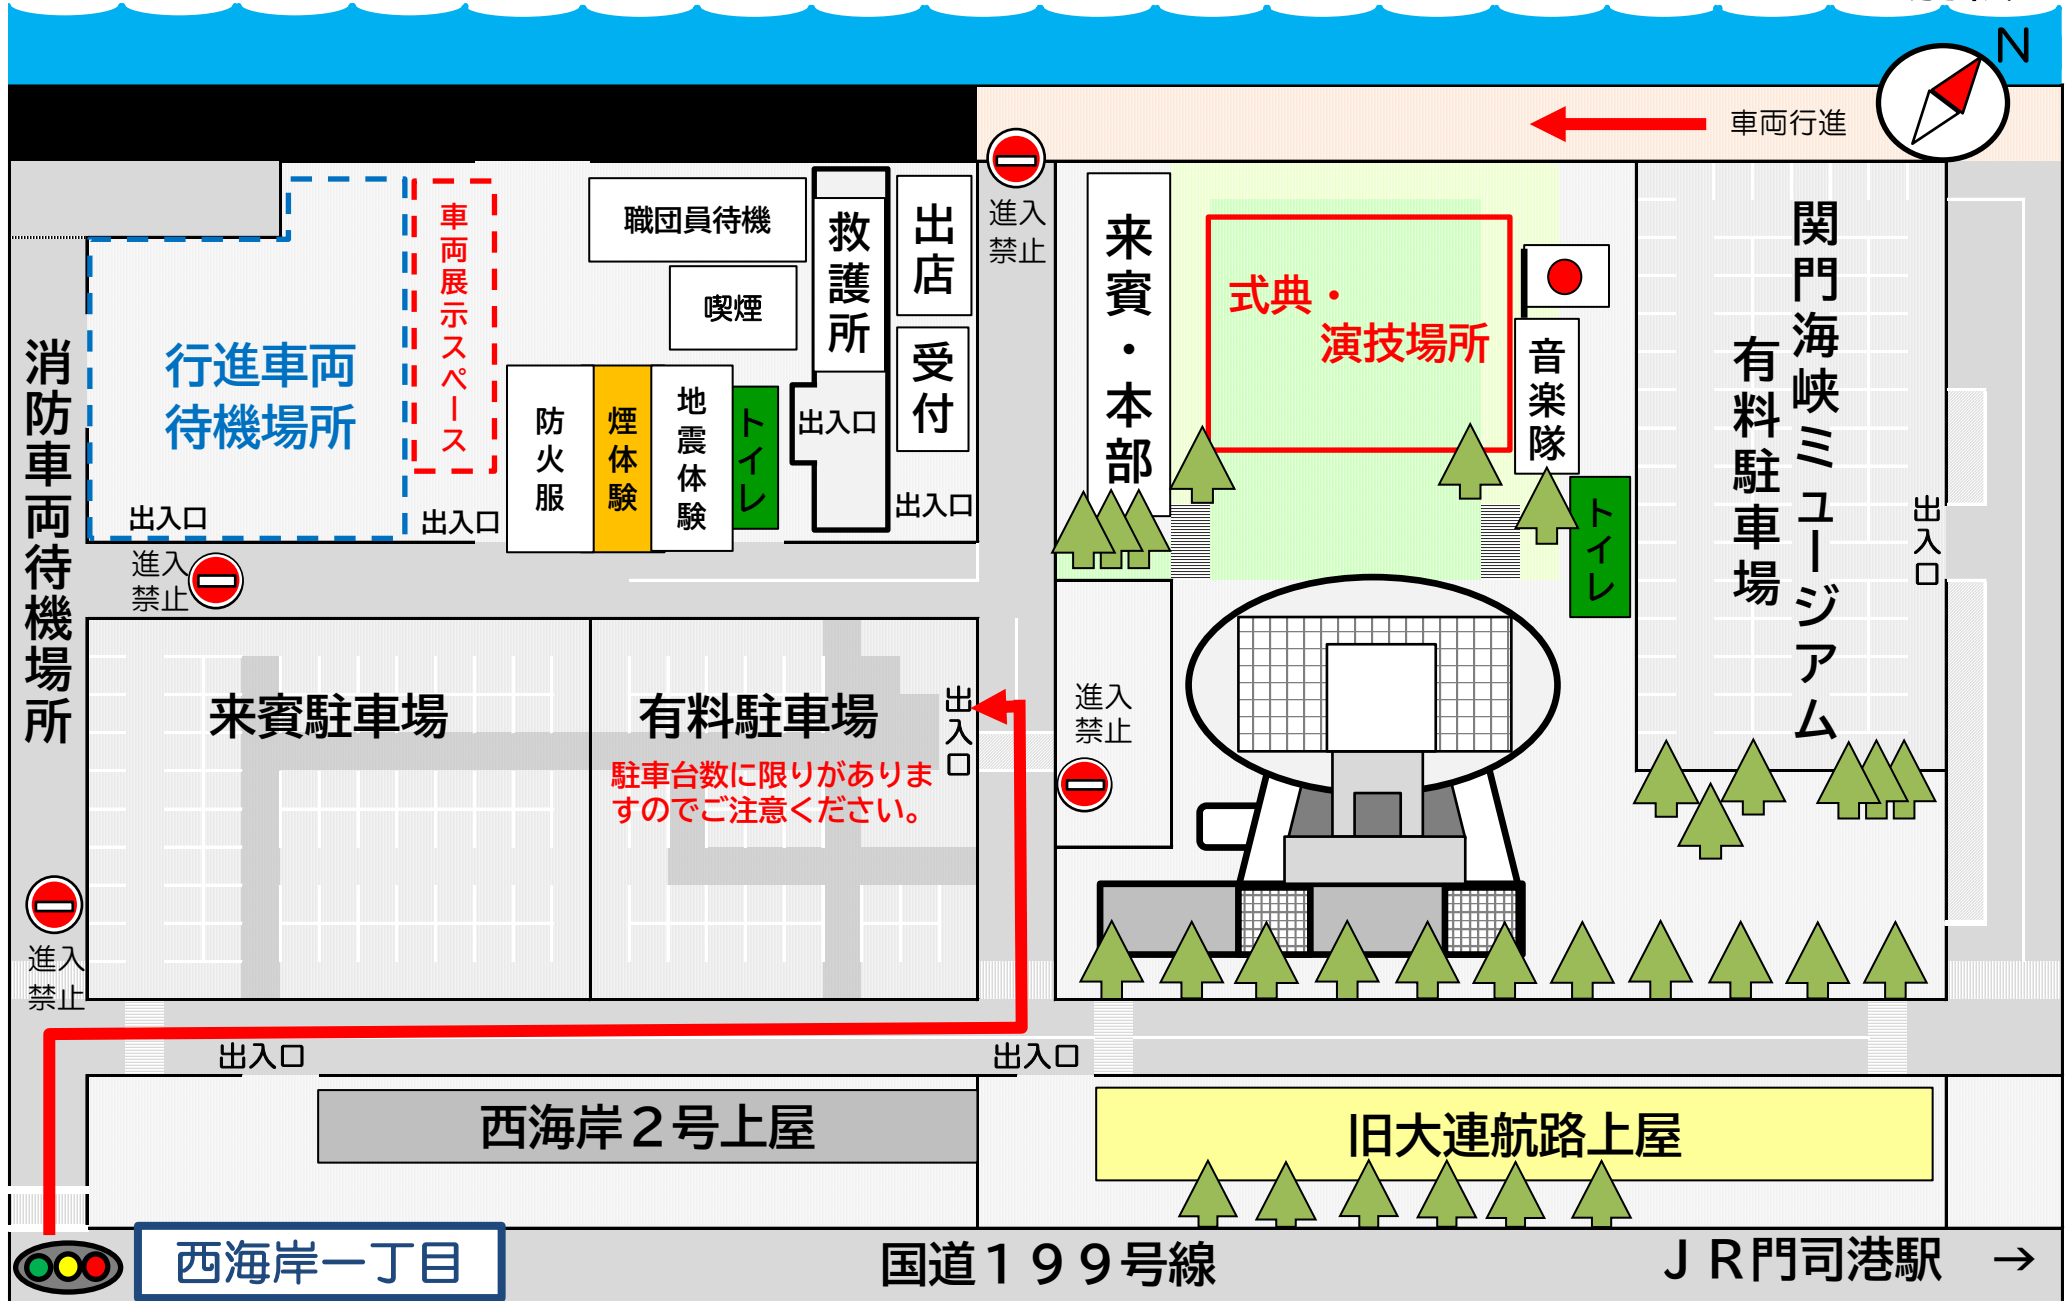 N
車両行進
進入
禁止
職団員待機
喫煙
救護所
出店
受付
出入口
出入口
車両展示スペース
行進車両
待機場所
出入口
出入口
防火服
煙体験
地震体験
トイレ
消防車両待機場所
進入
禁止
来賓・本部
式典・
演技場所
音楽隊
トイレ
関門海峡ミュージアム
有料駐車場
出入口
来賓駐車場
有料駐車場
駐車台数に限りがありま
すのでご注意ください。
出入口
進入
禁止
進入
禁止
出入口
出入口
西海岸2号上屋
旧大連航路上屋
西海岸一丁目
国道199号線
JR門司港駅 →